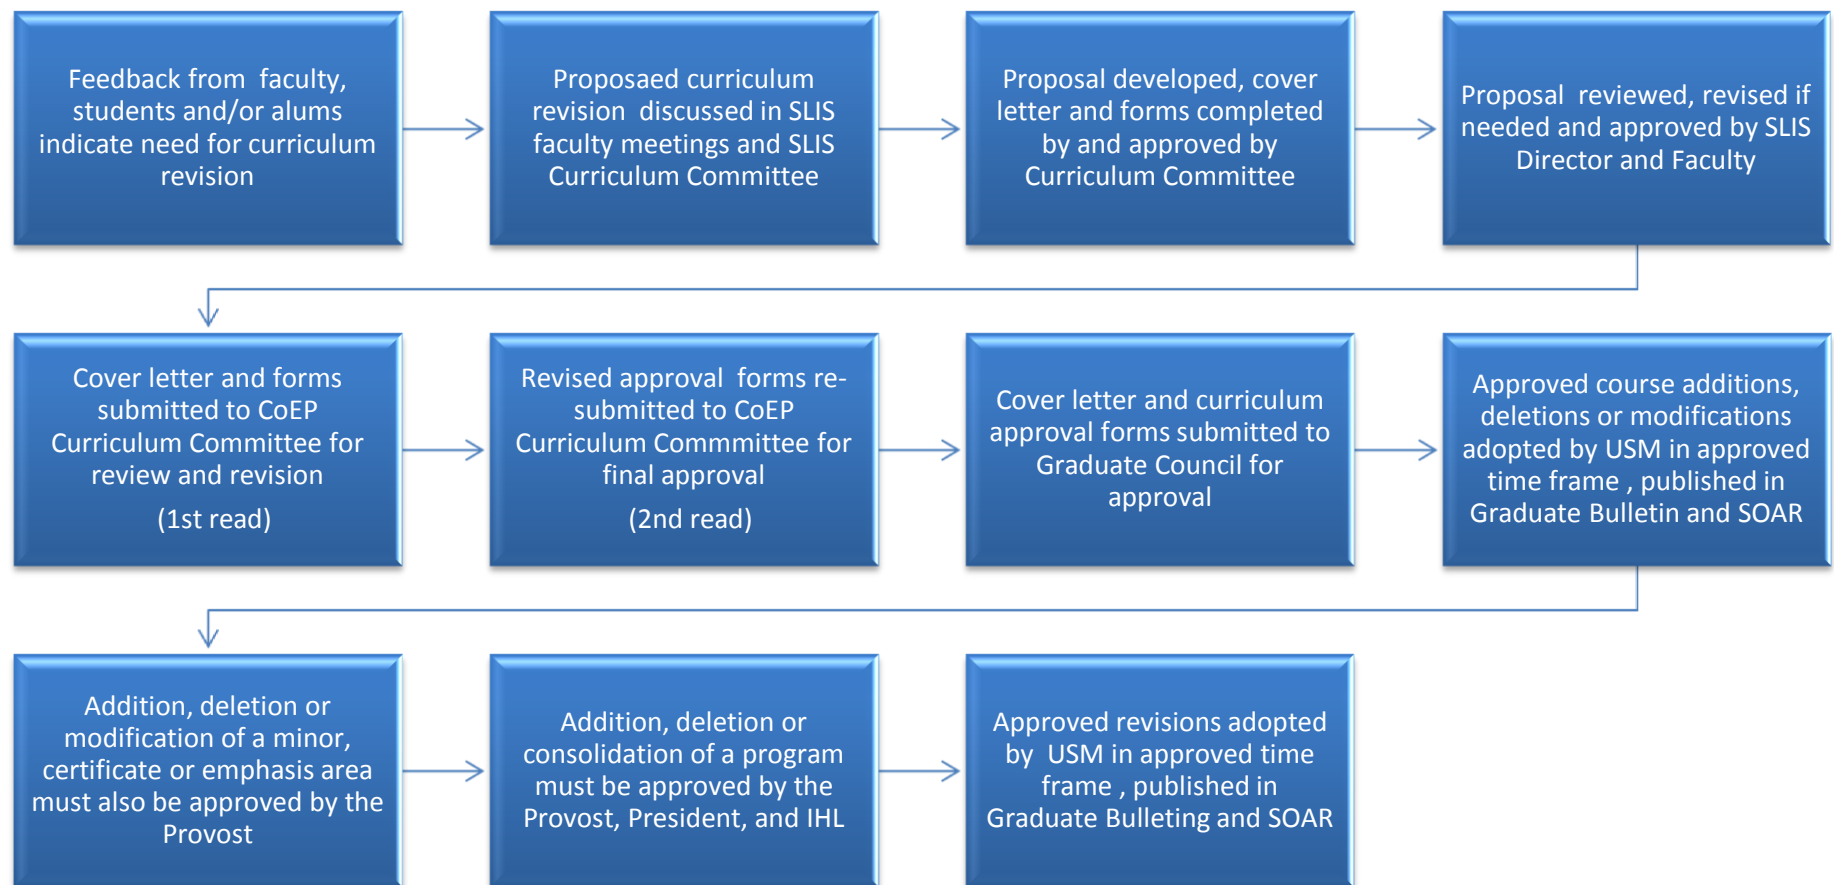 Feedback from faculty,
students and/or alums
indicate need for curriculum
revision
Proposaed curriculum
revision discussed in SLIS
faculty meetings and SLIS
Curriculum Committee
Proposal developed, cover
letter and forms completed
by and approved by
Curriculum Committee
Proposal reviewed, revised if
needed and approved by SLIS
Director and Faculty
Cover letter and forms
submitted to CoEP
Curriculum Committee for
review and revision
(1st read)
Revised approval forms re-
submitted to CoEP
Curriculum Commmittee for
final approval
(2nd read)
Cover letter and curriculum
approval forms submitted to
Graduate Council for
approval
Approved course additions,
deletions or modifications
adopted by USM in approved
time frame , published in
Graduate Bulletin and SOAR
Addition, deletion or
modification of a minor,
certificate or emphasis area
must also be approved by the
Provost
Addition, deletion or
consolidation of a program
must be approved by the
Provost, President, and IHL
Approved revisions adopted
by USM in approved time
frame , published in
Graduate Bulleting and SOAR